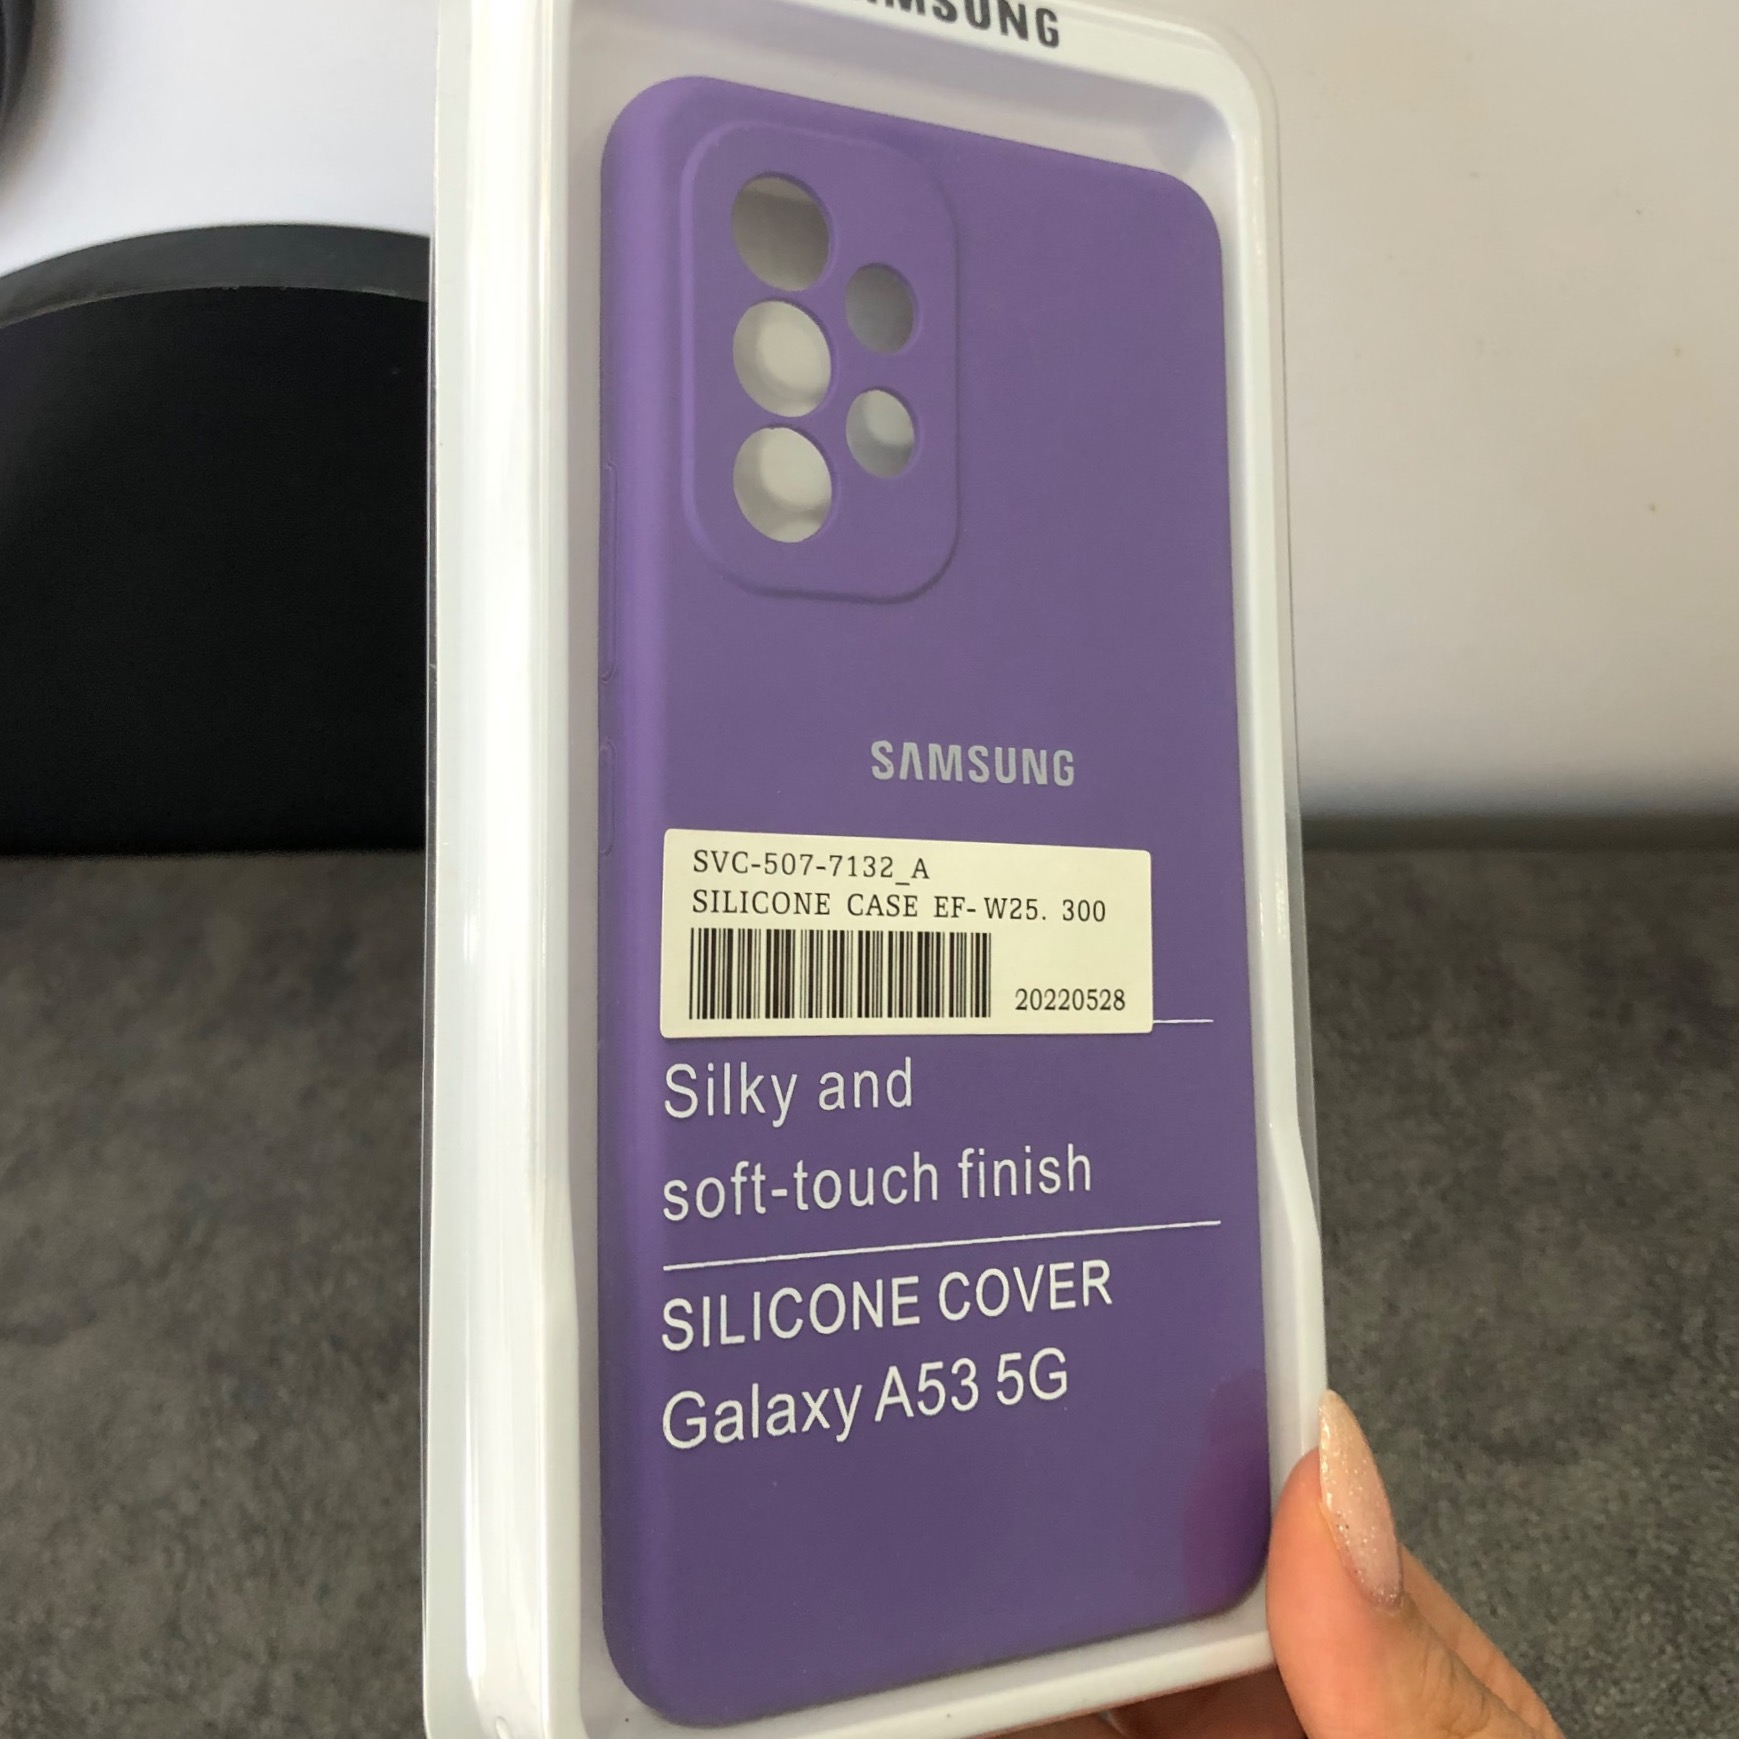 SAMSUNG
SAMSUNG
SVC-507-7132_A
SILICONE CASE EF-W25. 300
20220528
Silky and
soft-touch finish
SILICONE COVER
Galaxy A53 5G